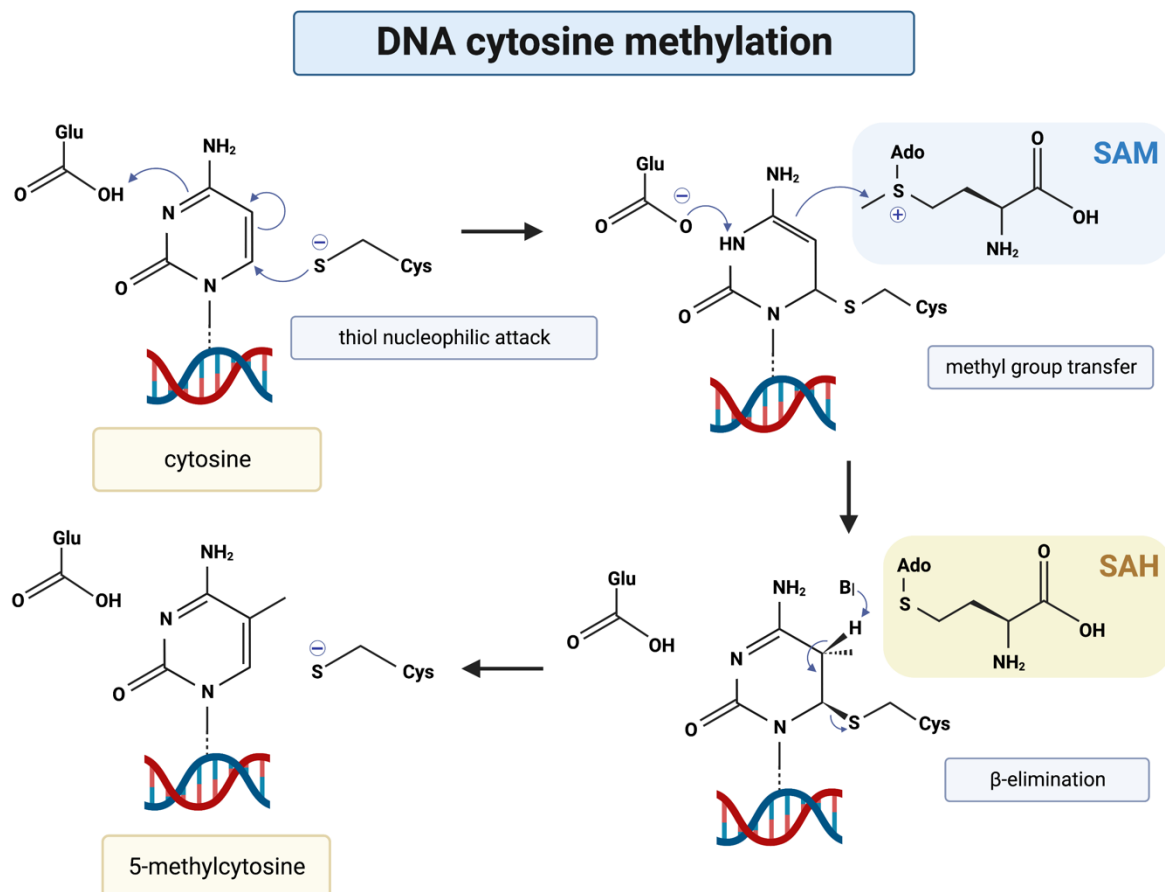 DNA cytosine methylation
Glu
O
OH
NH₂
N
O
N
⊖
S
Cys
thiol nucleophilic attack
cytosine
Glu
O
⊖
O
NH₂
HN
O
N
S
Cys
SAM
Ado
S
⊕
O
OH
NH₂
methyl group transfer
Glu
O
OH
NH₂
N
O
N
B|
H
S
Cys
SAH
Ado
S
O
OH
NH₂
β-elimination
Glu
O
OH
NH₂
N
O
N
⊖
S
Cys
5-methylcytosine